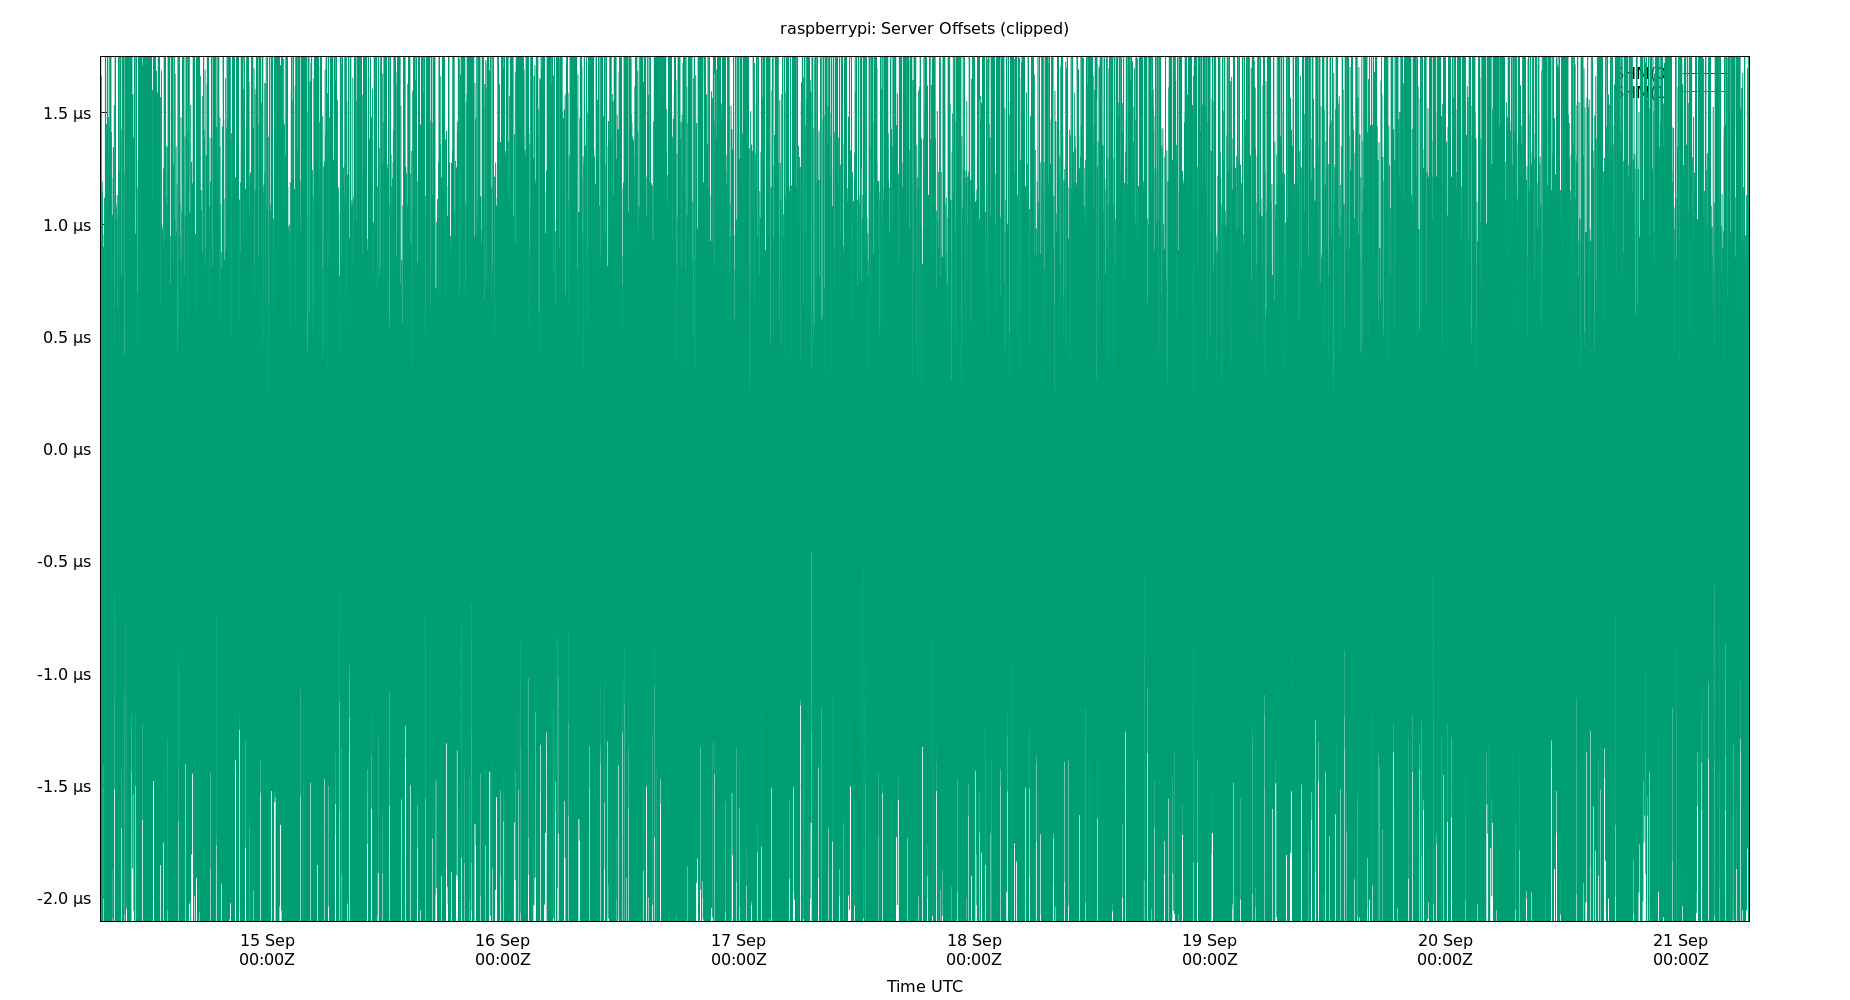 raspberrypi: Server Offsets (clipped)
1.5 µs
1.0 µs
0.5 µs
0.0 µs
-0.5 µs
-1.0 µs
-1.5 µs
-2.0 µs
15 Sep
00:00Z
16 Sep
00:00Z
17 Sep
00:00Z
18 Sep
00:00Z
19 Sep
00:00Z
20 Sep
00:00Z
21 Sep
00:00Z
Time UTC